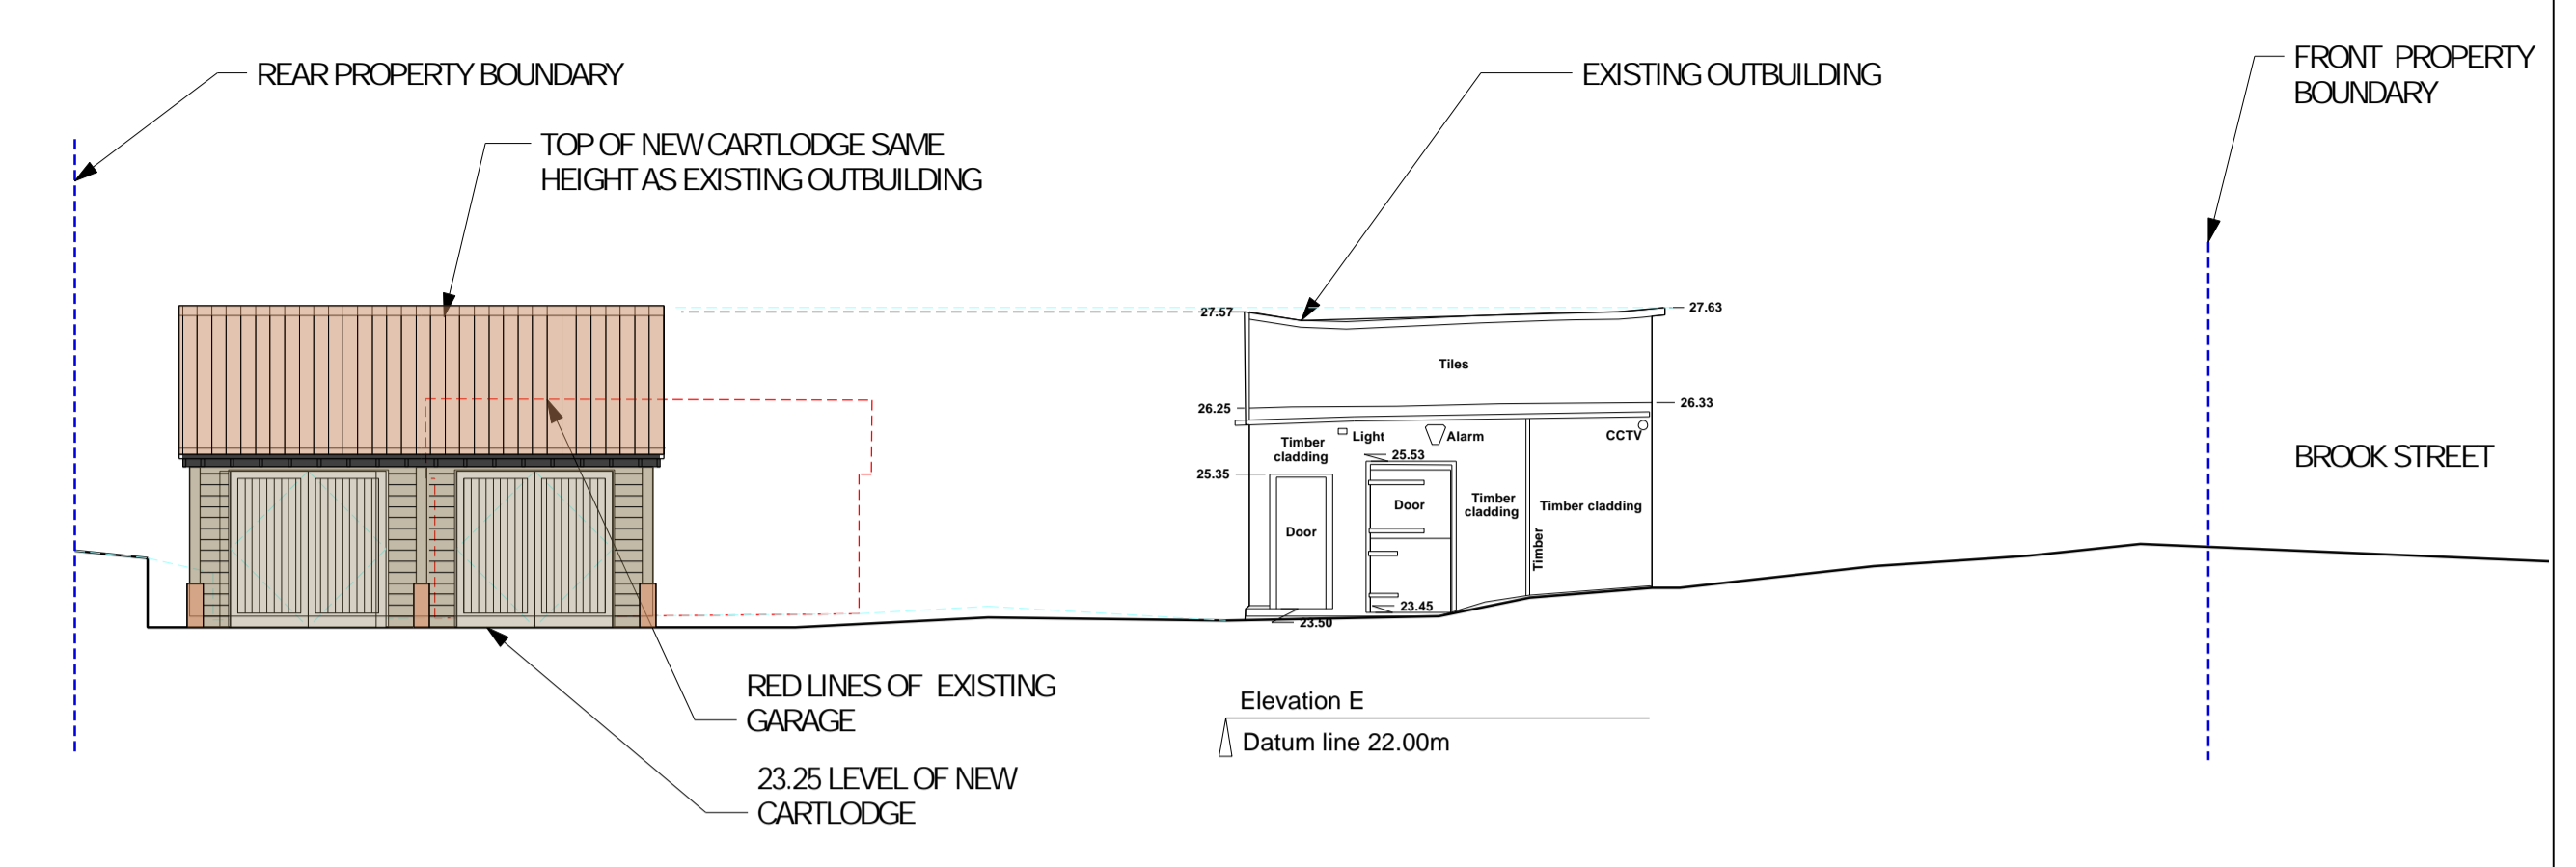 REAR PROPERTY BOUNDARY
TOP OF NEW CARTLODGE SAME
HEIGHT AS EXISTING OUTBUILDING
EXISTING OUTBUILDING
FRONT PROPERTY
BOUNDARY
27.57
27.63
Tiles
26.25
26.33
Timber
cladding
Light
Alarm
CCTV
25.53
25.35
Door
Door
Timber
cladding
Timber
Timber cladding
23.45
23.50
BROOK STREET
RED LINES OF EXISTING
GARAGE
23.25 LEVEL OF NEW
CARTLODGE
Elevation E
Datum line 22.00m